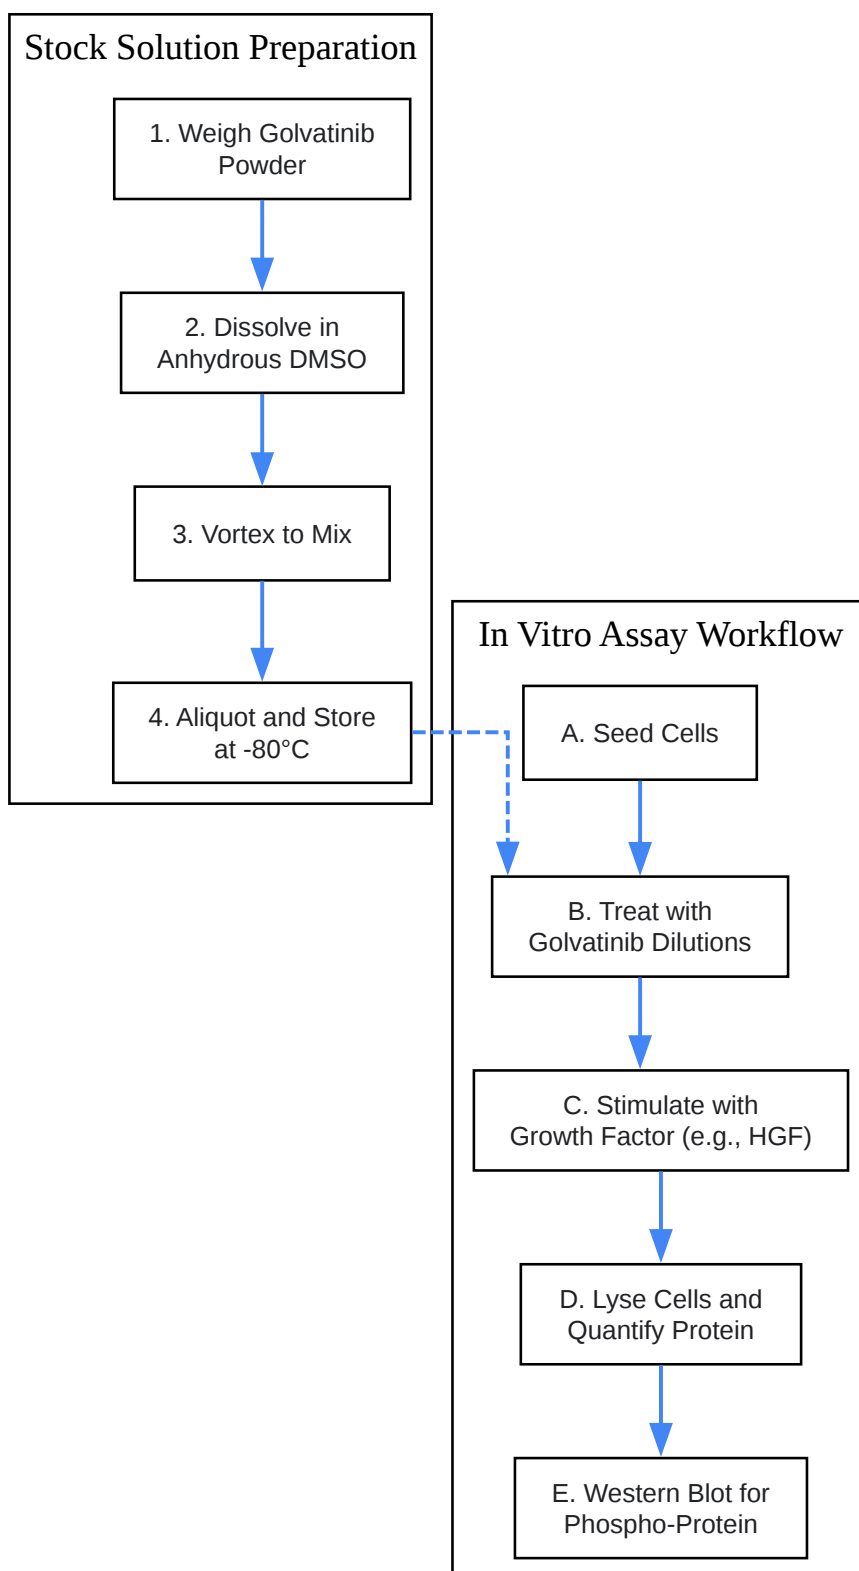 Stock Solution Preparation
1. Weigh Golvatinib
Powder
2. Dissolve in
Anhydrous DMSO
3. Vortex to Mix
4. Aliquot and Store
at -80°C
In Vitro Assay Workflow
A. Seed Cells
B. Treat with
Golvatinib Dilutions
C. Stimulate with
Growth Factor (e.g., HGF)
D. Lyse Cells and
Quantify Protein
E. Western Blot for
Phospho-Protein